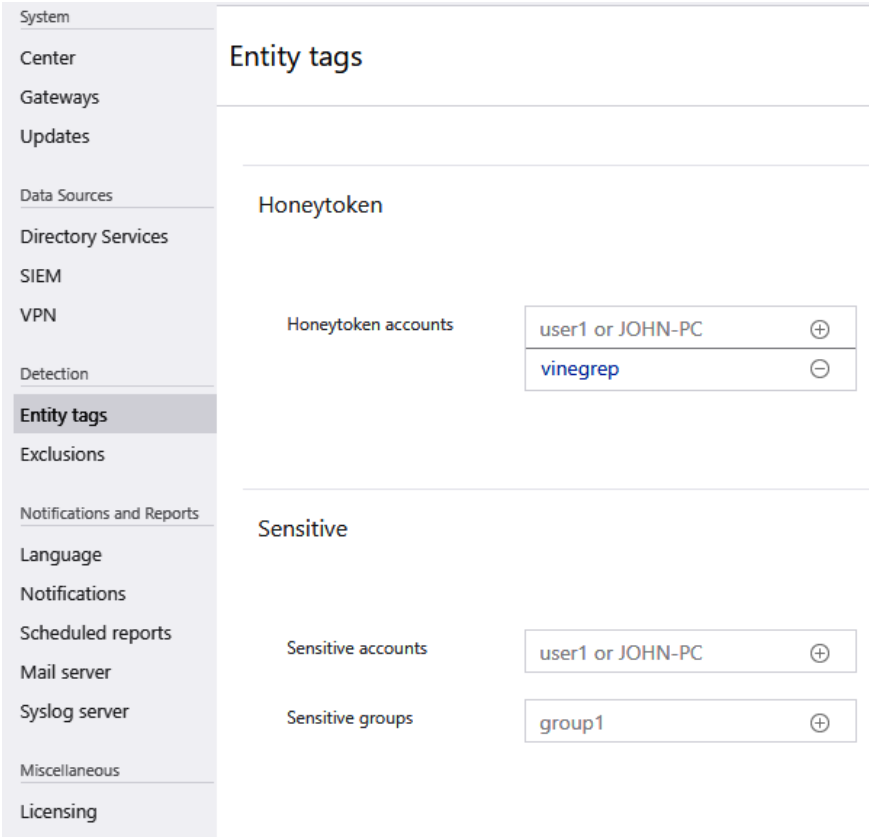 System
Center
Gateways
Updates
Data Sources
Directory Services
SIEM
VPN
Detection
Entity tags
Exclusions
Notifications and Reports
Language
Notifications
Scheduled reports
Mail server
Syslog server
Miscellaneous
Licensing
Entity tags
Honeytoken
Honeytoken accounts
user1 or JOHN-PC
vinegrep
Sensitive
Sensitive accounts
user1 or JOHN-PC
Sensitive groups
group1